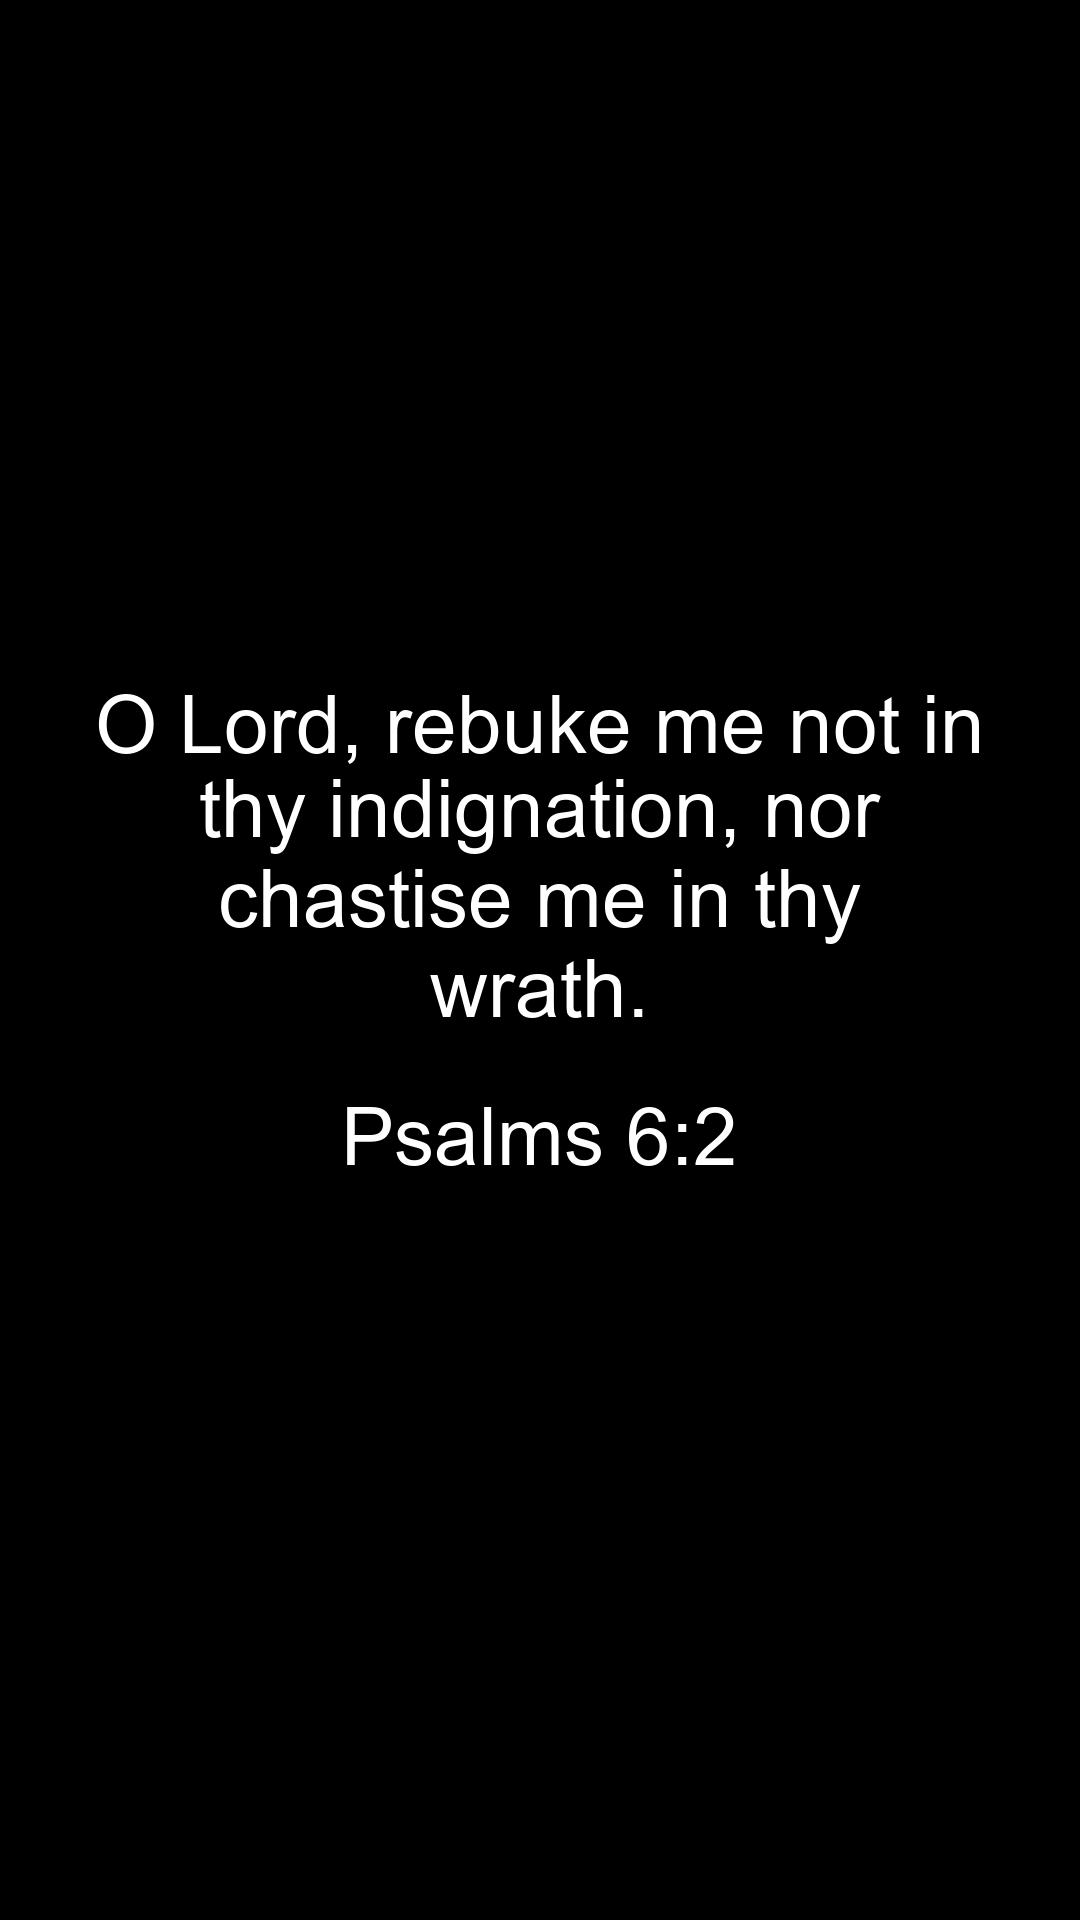 O Lord, rebuke me not in
thy indignation, nor
chastise me in thy
wrath.
Psalms 6:2